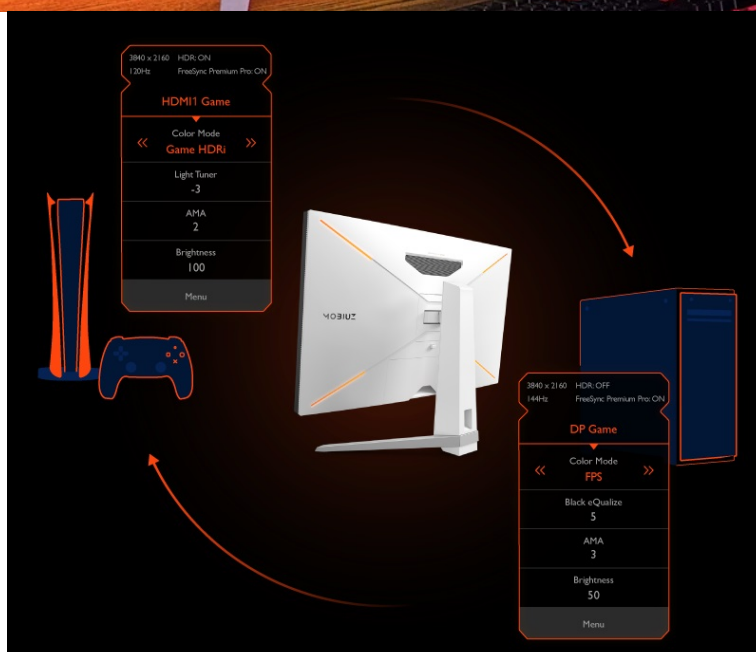 3840 x 2160 HDR: ON
120Hz FreeSync Premium Pro: ON
HDMI1 Game
Color Mode
« Game HDRi »
Light Tuner
-3
AMA
2
Brightness
100
Menu
MOBIUZ
3840 x 2160 HDR: OFF
144Hz FreeSync Premium Pro: ON
DP Game
Color Mode
« FPS »
Black eQualize
5
AMA
3
Brightness
50
Menu